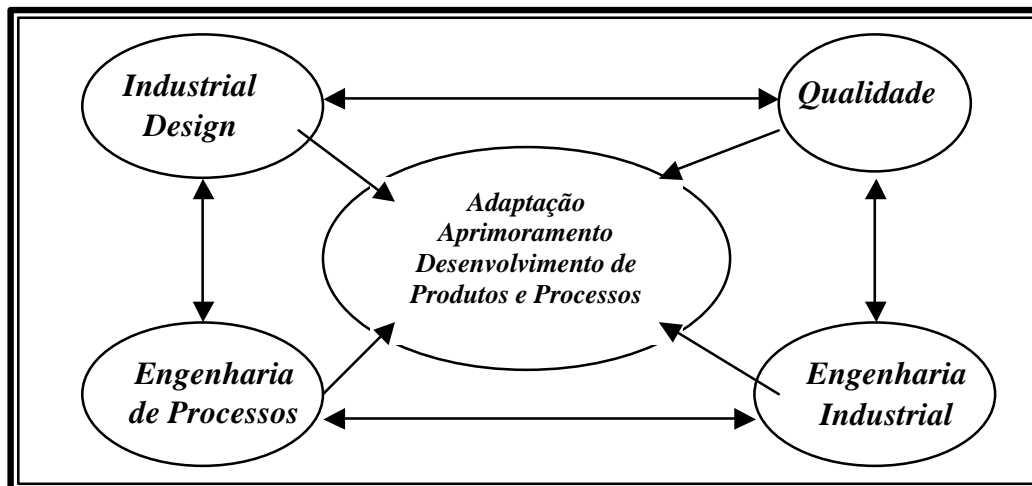 Industrial
Design
Qualidade
Adaptação
Aprimoramento
Desenvolvimento de
Produtos e Processos
Engenharia
de Processos
Engenharia
Industrial